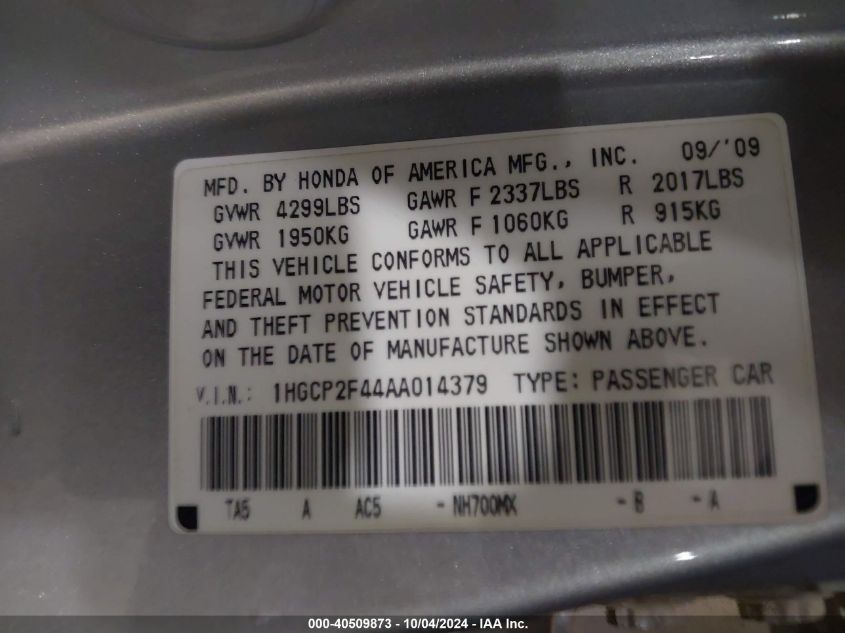 MFD. BY HONDA OF AMERICA MFG., INC. 09/'09
GVWR 4299LBS GAWR F 2337LBS R 2017LBS
GVWR 1950KG GAWR F 1060KG R 915KG
THIS VEHICLE CONFORMS TO ALL APPLICABLE
FEDERAL MOTOR VEHICLE SAFETY, BUMPER,
AND THEFT PREVENTION STANDARDS IN EFFECT
ON THE DATE OF MANUFACTURE SHOWN ABOVE.
V.I.N.: 1HGCP2F44AA014379 TYPE: PASSENGER CAR
TA5 A AC5 - NH700MX - B - A
000-40509873 - 10/04/2024 - IAA Inc.